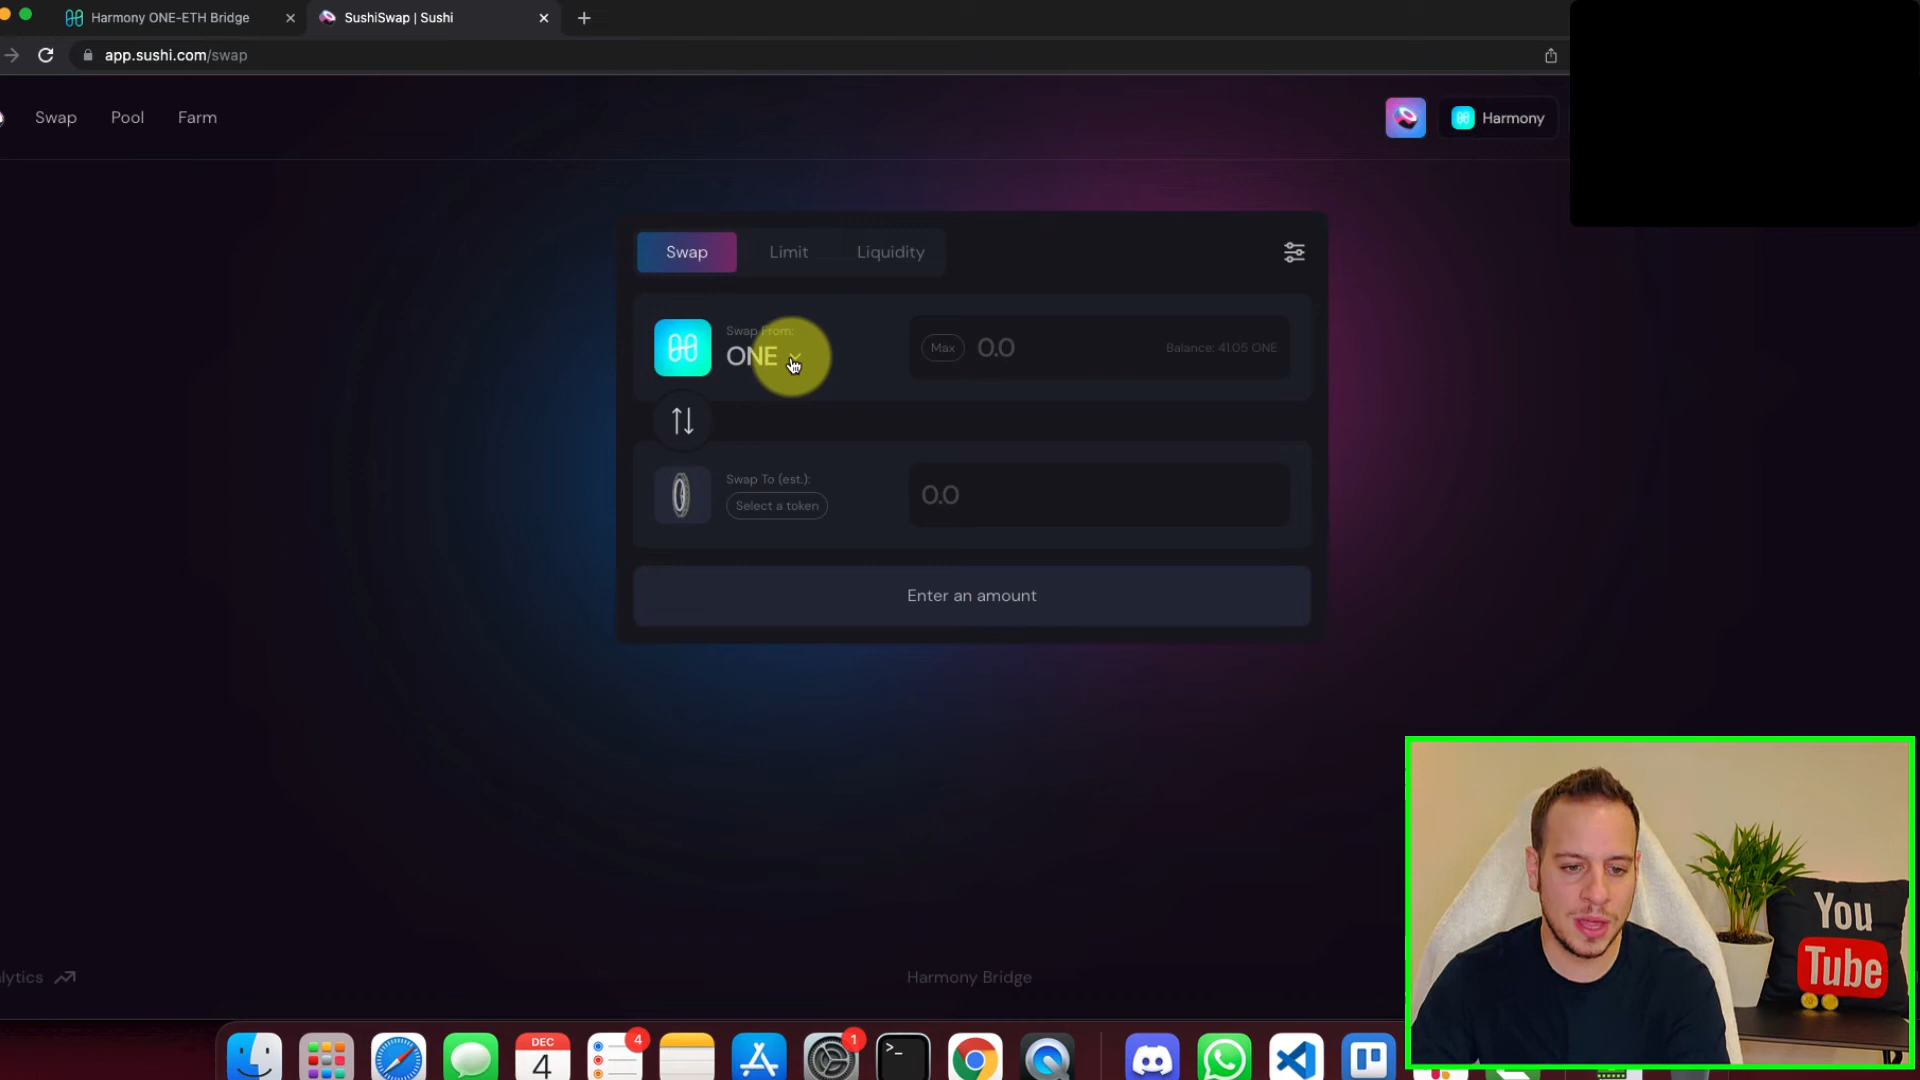 Harmony ONE-ETH Bridge
SushiSwap | Sushi
app.sushi.com/swap
Swap
Pool
Farm
Harmony
Swap
Limit
Liquidity
Swap From:
ONE
Max
0.0
Balance: 41.05 ONE
Swap To (est.):
Select a token
0.0
Enter an amount
lytics
Harmony Bridge
You
Tube
DEC
4
4
1
>_